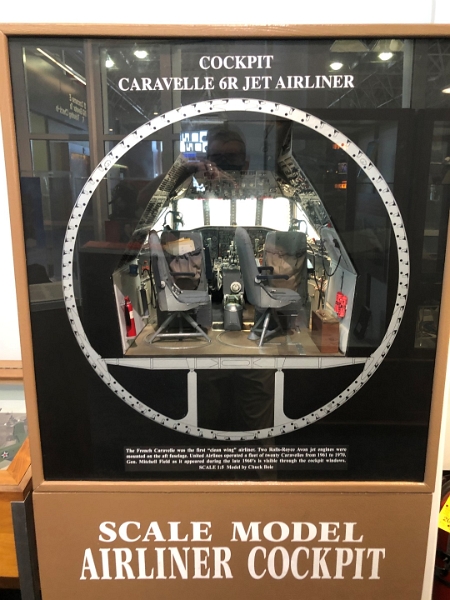 COCKPIT
CARAVELLE 6R JET AIRLINER
The French Caravelle was the first "clean wing" airliner. Two Rolls-Royce Avon jet engines were
mounted on the aft fuselage. United Airlines operated a fleet of twenty Caravelles from 1961 to 1970.
Gen. Mitchell Field as it appeared during the late 1960's is visible through the cockpit windows.
SCALE 1:5 Model by Chuck
SCALE MODEL
AIRLINER COCKPIT